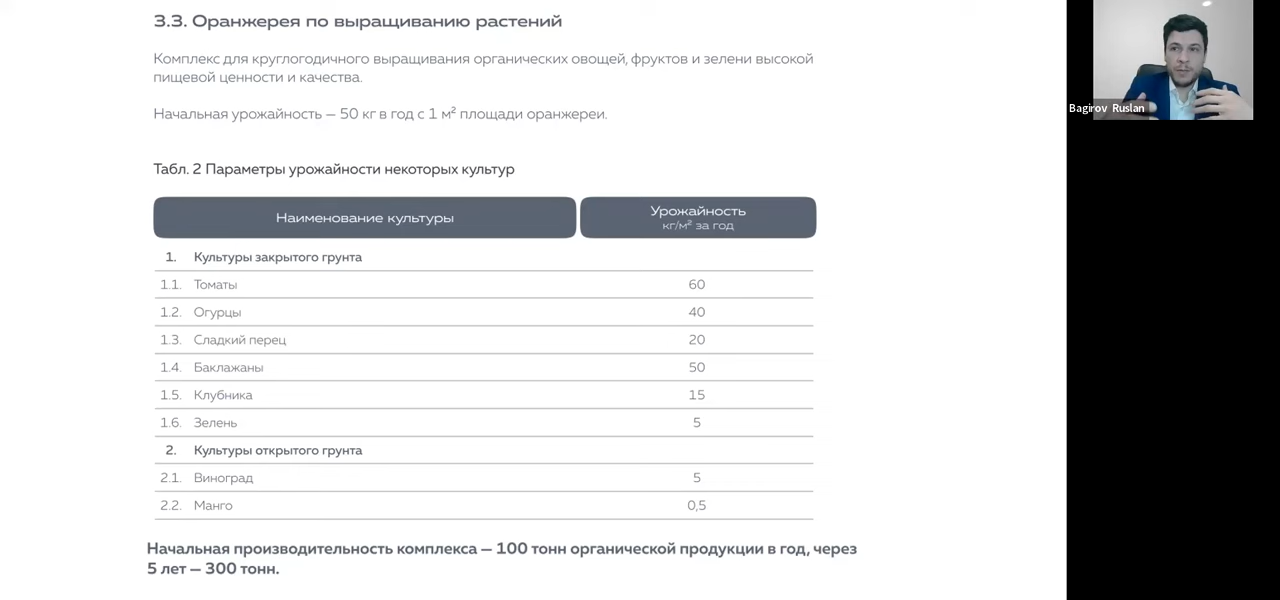 3.3. Оранжерея по выращиванию растений
Комплекс для круглогодичного выращивания органических овощей, фруктов и зелени высокой
пищевой ценности и качества.
Начальная урожайность — 50 кг в год с 1 м² площади оранжереи.
Табл. 2 Параметры урожайности некоторых культур
Наименование культуры
Урожайность
кг/м² за год
1. Культуры закрытого грунта
1.1. Томаты 60
1.2. Огурцы 40
1.3. Сладкий перец 20
1.4. Баклажаны 50
1.5. Клубника 15
1.6. Зелень 5
2. Культуры открытого грунта
2.1. Виноград 5
2.2. Манго 0,5
Начальная производительность комплекса — 100 тонн органической продукции в год, через
5 лет — 300 тонн.
Bagirov Ruslan